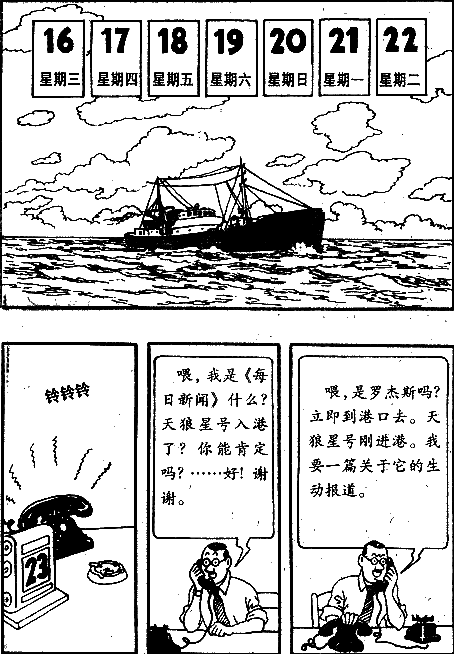 16 17 18 19 20 21 22
星期三 星期四 星期五 星期六 星期日 星期一 星期二
铃铃铃
23
喂，我是《每
日新闻》什么？
天狼星号入港
了？你能肯定
吗？……好！谢
谢。
喂，是罗杰斯吗？
立即到港口去。天
狼星号刚进港。我
要一篇关于它的生
动报道。